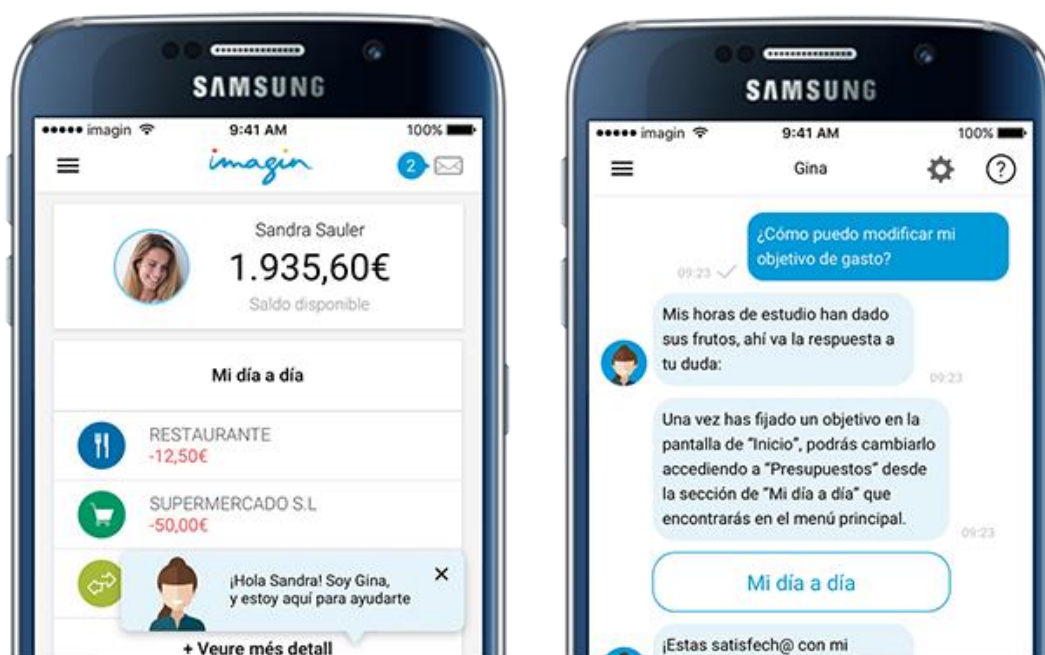 SAMSUNG
imagin
9:41 AM
100%
imagin
2
Sandra Sauler
1.935,60€
Saldo disponible
Mi día a día
RESTAURANTE
-12,50€
SUPERMERCADO S.L
-50,00€
¡Hola Sandra! Soy Gina,
y estoy aquí para ayudarte
+ Veure més detall
SAMSUNG
imagin
9:41 AM
100%
Gina
?
¿Cómo puedo modificar mi
objetivo de gasto?
09:23
Mis horas de estudio han dado
sus frutos, ahí va la respuesta a
tu duda:
09:23
Una vez has fijado un objetivo en la
pantalla de “Inicio”, podrás cambiarlo
accediendo a “Presupuestos” desde
la sección de “Mi día a día” que
encontrarás en el menú principal.
09:23
Mi día a día
¡Estas satisfech@ con mi